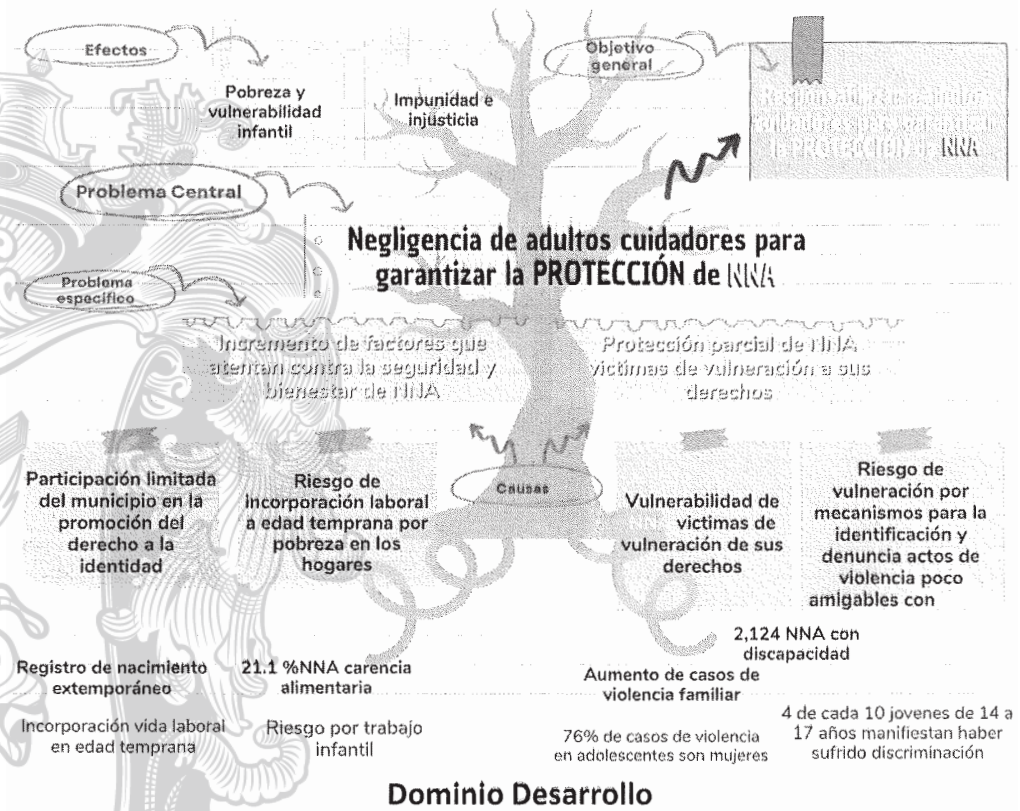 Efectos
Pobreza y
vulnerabilidad
infantil
Impunidad e
injusticia
Objetivo
general
la PROTECCIÓN de NNA
Problema Central
Negligencia de adultos cuidadores para
garantizar la PROTECCIÓN de NNA
Problema
específico
Incremento de factores que
atentan contra la seguridad y
bienestar de NNA
Protección parcial de NNA
víctimas de vulneración a sus
derechos
Causas
Participación limitada
del municipio en la
promoción del
derecho a la
identidad
Riesgo de
incorporación laboral
a edad temprana por
pobreza en los
hogares
Vulnerabilidad de
victimas de
vulneración de sus
derechos
Riesgo de
vulneración por
mecanismos para la
identificación y
denuncia actos de
violencia poco
amigables con
Registro de nacimiento
extemporáneo
21.1 %NNA carencia
alimentaria
Aumento de casos de
violencia familiar
2,124 NNA con
discapacidad
Incorporación vida laboral
en edad temprana
Riesgo por trabajo
infantil
76% de casos de violencia
en adolescentes son mujeres
4 de cada 10 jovenes de 14 a
17 años manifiestan haber
sufrido discriminación
Dominio Desarrollo